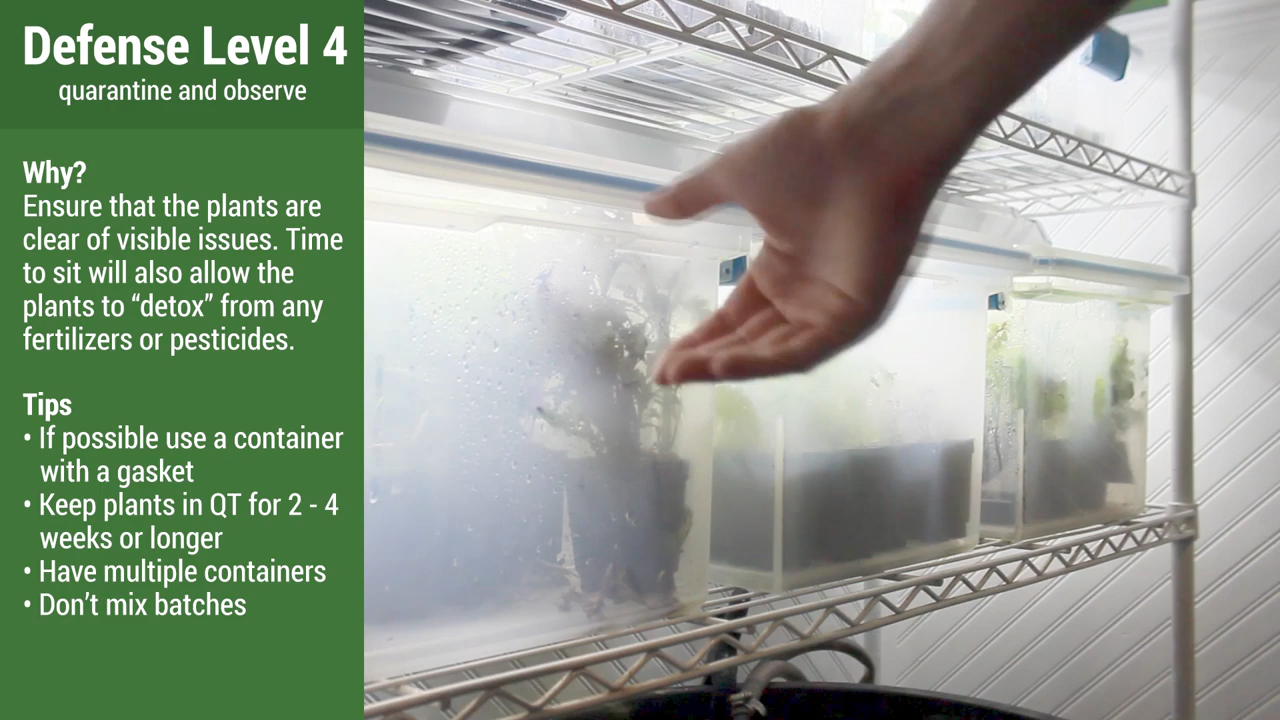 Defense Level 4
quarantine and observe
Why?
Ensure that the plants are
clear of visible issues. Time
to sit will also allow the
plants to “detox” from any
fertilizers or pesticides.
Tips
• If possible use a container
with a gasket
• Keep plants in QT for 2 - 4
weeks or longer
• Have multiple containers
• Don’t mix batches